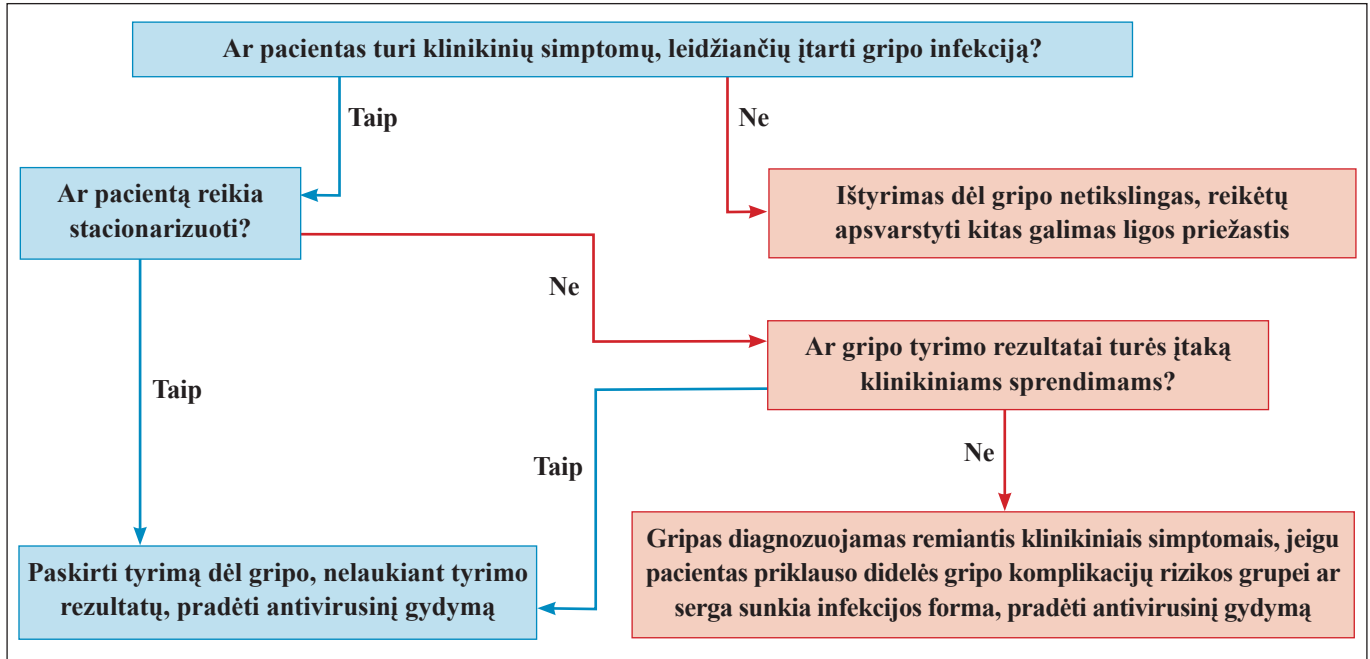 Ar pacientas turi klinikinių simptomų, leidžiančių įtarti gripo infekciją?
Taip
Ne
Ar pacientą reikia
stacionarizuoti?
Ištyrimas dėl gripo netikslingas, reikėtų
apsvarstyti kitas galimas ligos priežastis
Ne
Ar gripo tyrimo rezultatai turės įtaką
klinikiniams sprendimams?
Taip
Taip
Ne
Paskirti tyrimą dėl gripo, nelaukiant tyrimo
rezultatų, pradėti antivirusinį gydymą
Gripas diagnozuojamas remiantis klinikiniais simptomais, jeigu
pacientas priklauso didelės gripo komplikacijų rizikos grupei ar
serga sunkia infekcijos forma, pradėti antivirusinį gydymą